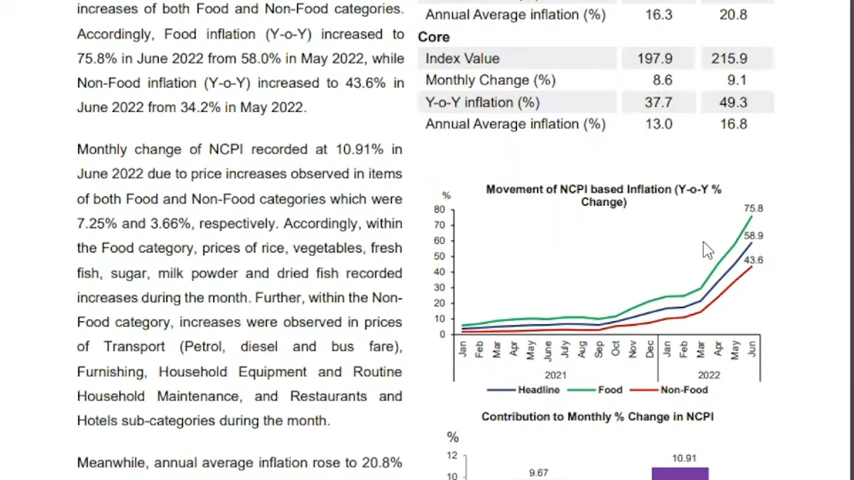 increases of both Food and Non-Food categories.
Accordingly, Food inflation (Y-o-Y) increased to
75.8% in June 2022 from 58.0% in May 2022, while
Non-Food inflation (Y-o-Y) increased to 43.6% in
June 2022 from 34.2% in May 2022.
Monthly change of NCPI recorded at 10.91% in
June 2022 due to price increases observed in items
of both Food and Non-Food categories which were
7.25% and 3.66%, respectively. Accordingly, within
the Food category, prices of rice, vegetables, fresh
fish, sugar, milk powder and dried fish recorded
increases during the month. Further, within the Non-
Food category, increases were observed in prices
of Transport (Petrol, diesel and bus fare),
Furnishing, Household Equipment and Routine
Household Maintenance, and Restaurants and
Hotels sub-categories during the month.
Meanwhile, annual average inflation rose to 20.8%
Annual Average inflation (%) 16.3 20.8
Core
Index Value 197.9 215.9
Monthly Change (%) 8.6 9.1
Y-o-Y inflation (%) 37.7 49.3
Annual Average inflation (%) 13.0 16.8
Movement of NCPI based Inflation (Y-o-Y %
Change)
%
80
70
60
50
40
30
20
10
0
75.8
58.9
43.6
Jan Feb Mar Apr May June July Aug Sep Oct Nov Dec Jan Feb Mar Apr May Jun
2021 2022
Headline Food Non-Food
Contribution to Monthly % Change in NCPI
%
12
10
9.67
10.91